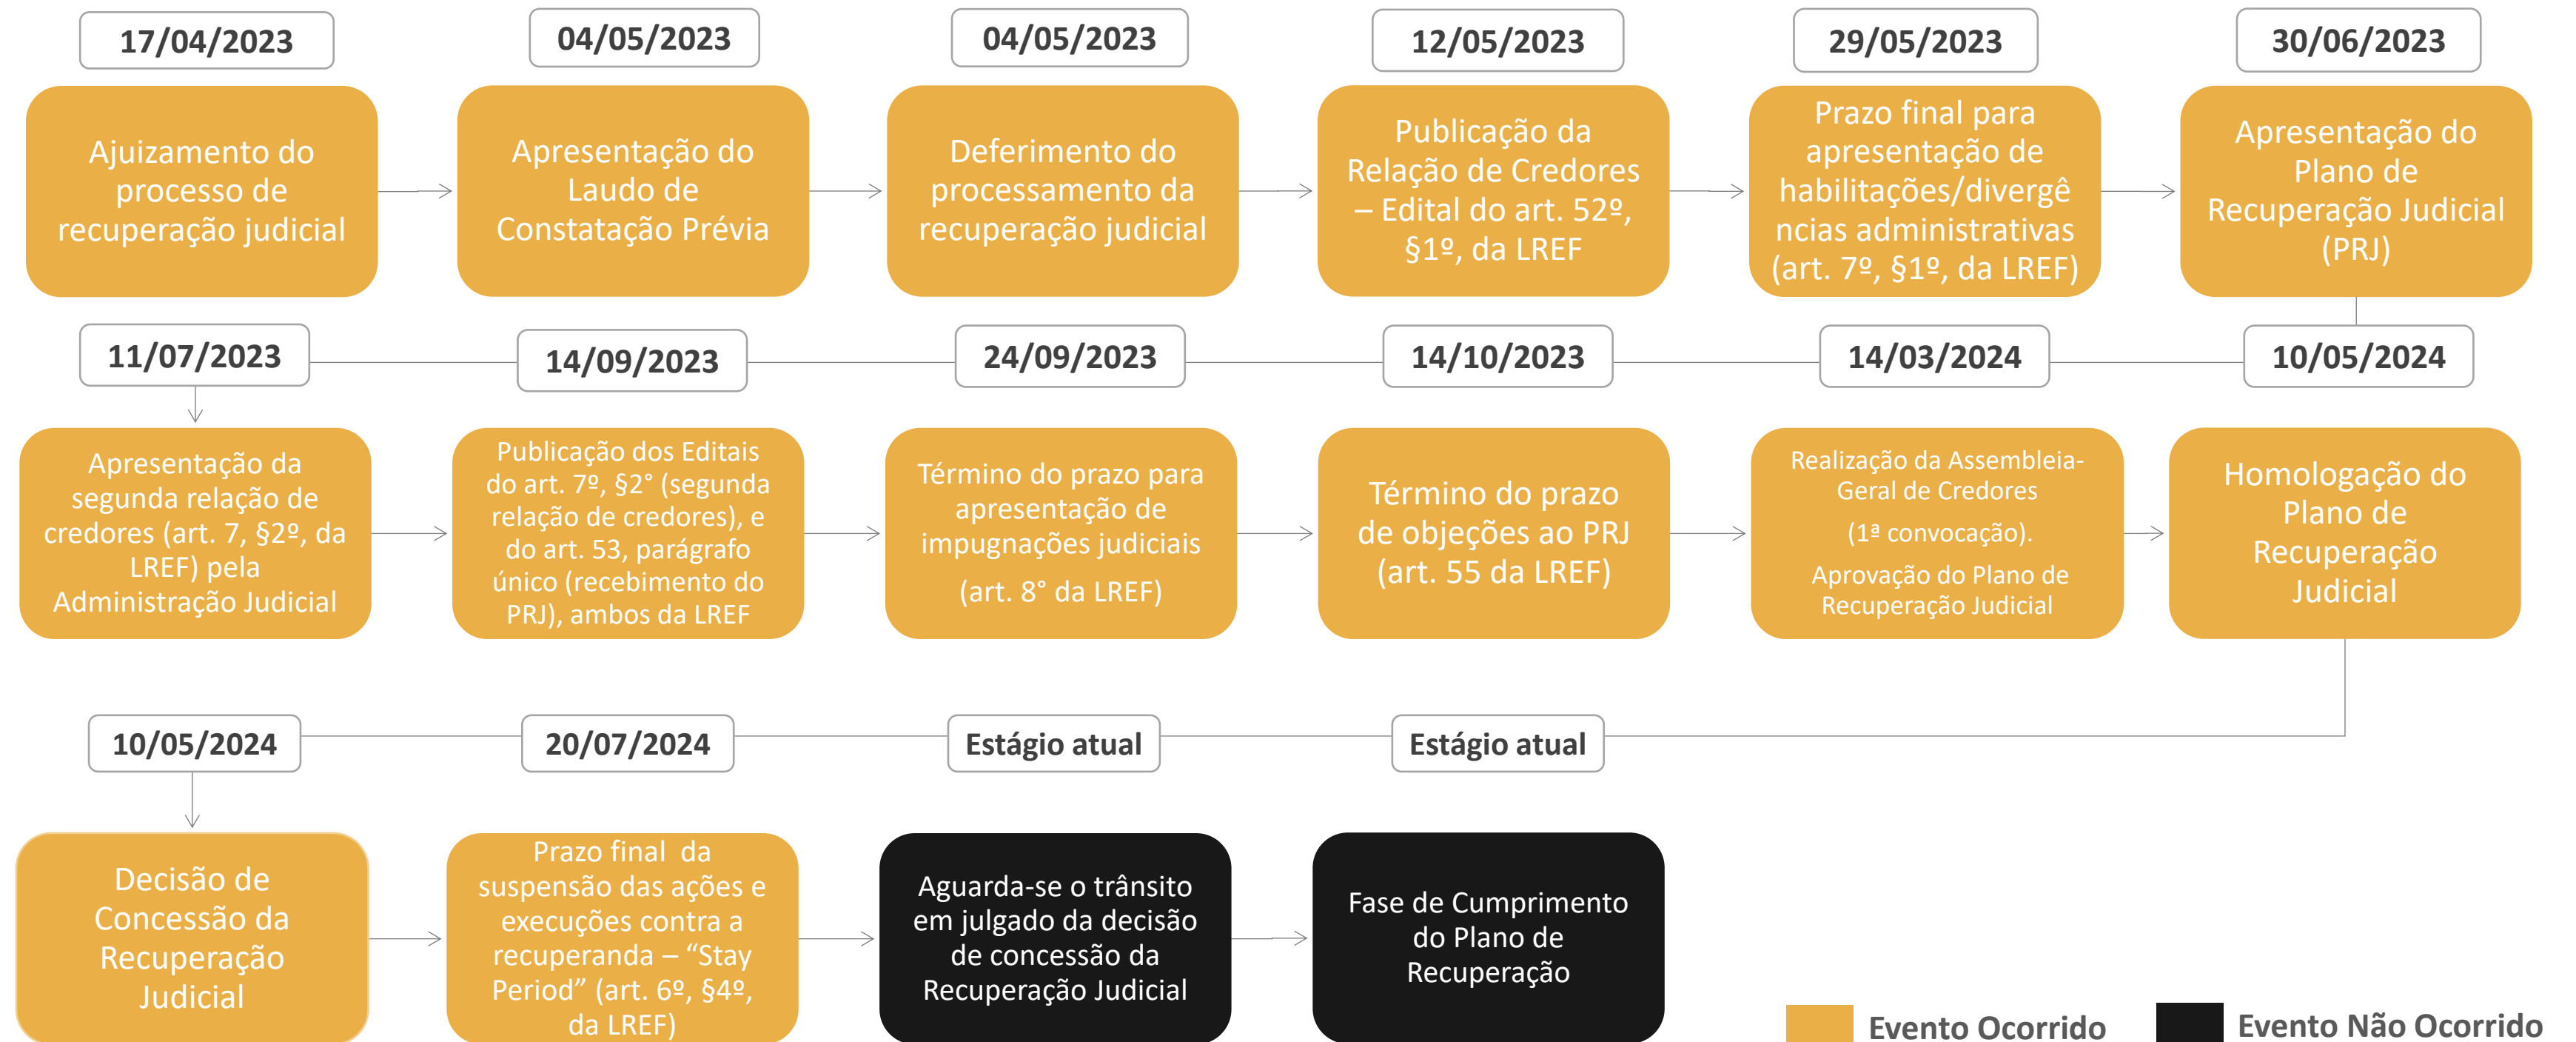 17/04/2023
04/05/2023
04/05/2023
12/05/2023
29/05/2023
30/06/2023
Ajuizamento do
processo de
recuperação judicial
Apresentação do
Laudo de
Constatação Prévia
Deferimento do
processamento da
recuperação judicial
Publicação da
Relação de Credores
– Edital do art. 52º,
§1º, da LREF
Prazo final para
apresentação de
habilitações/divergê
ncias administrativas
(art. 7º, §1º, da LREF)
Apresentação do
Plano de
Recuperação Judicial
(PRJ)
11/07/2023
14/09/2023
24/09/2023
14/10/2023
14/03/2024
10/05/2024
Apresentação da
segunda relação de
credores (art. 7, §2º, da
LREF) pela
Administração Judicial
Publicação dos Editais
do art. 7º, §2° (segunda
relação de credores), e
do art. 53, parágrafo
único (recebimento do
PRJ), ambos da LREF
Término do prazo para
apresentação de
impugnações judiciais
(art. 8° da LREF)
Término do prazo
de objeções ao PRJ
(art. 55 da LREF)
Realização da Assembleia-
Geral de Credores
(1ª convocação).
Aprovação do Plano de
Recuperação Judicial
Homologação do
Plano de
Recuperação
Judicial
10/05/2024
20/07/2024
Estágio atual
Estágio atual
Decisão de
Concessão da
Recuperação
Judicial
Prazo final da
suspensão das ações e
execuções contra a
recuperanda – “Stay
Period” (art. 6º, §4º,
da LREF)
Aguarda-se o trânsito
em julgado da decisão
de concessão da
Recuperação Judicial
Fase de Cumprimento
do Plano de
Recuperação
Evento Ocorrido
Evento Não Ocorrido